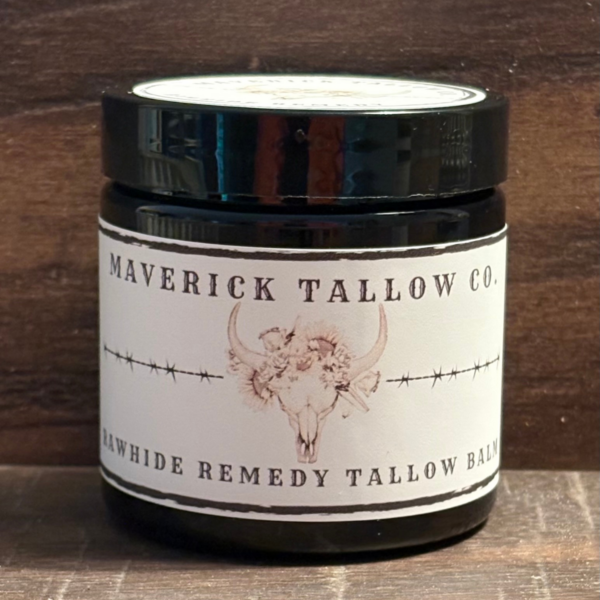 MAVERICK TALLOW CO.
RAWHIDE REMEDY TALLOW BALM